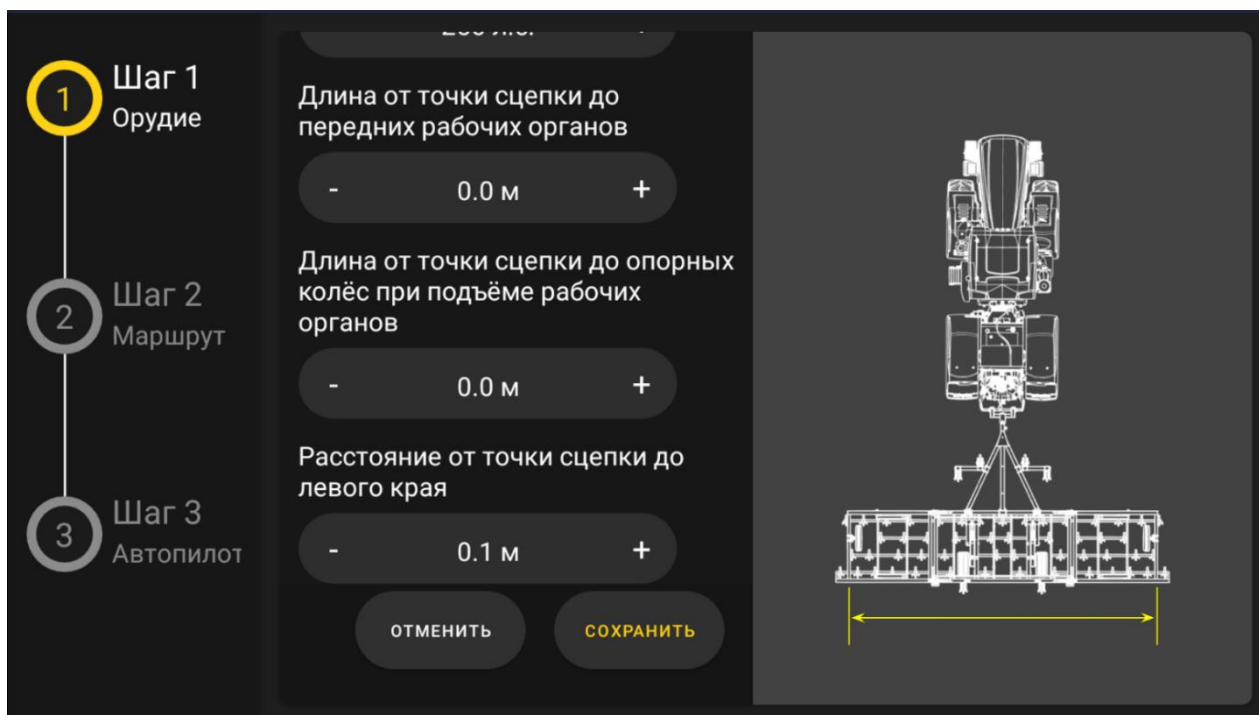 1
Шаг 1
Орудие
2
Шаг 2
Маршрут
3
Шаг 3
Автопилот
Длина от точки сцепки до
передних рабочих органов
- 0.0 м +
Длина от точки сцепки до опорных
колёс при подъёме рабочих
органов
- 0.0 м +
Расстояние от точки сцепки до
левого края
- 0.1 м +
ОТМЕНИТЬ СОХРАНИТЬ